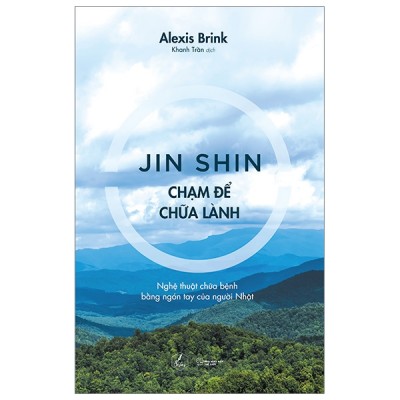 Alexis Brink
Khanh Trần dịch
JIN SHIN
CHẠM ĐỂ
CHỮA LÀNH
Nghệ thuật chữa bệnh
bằng ngón tay của người Nhật